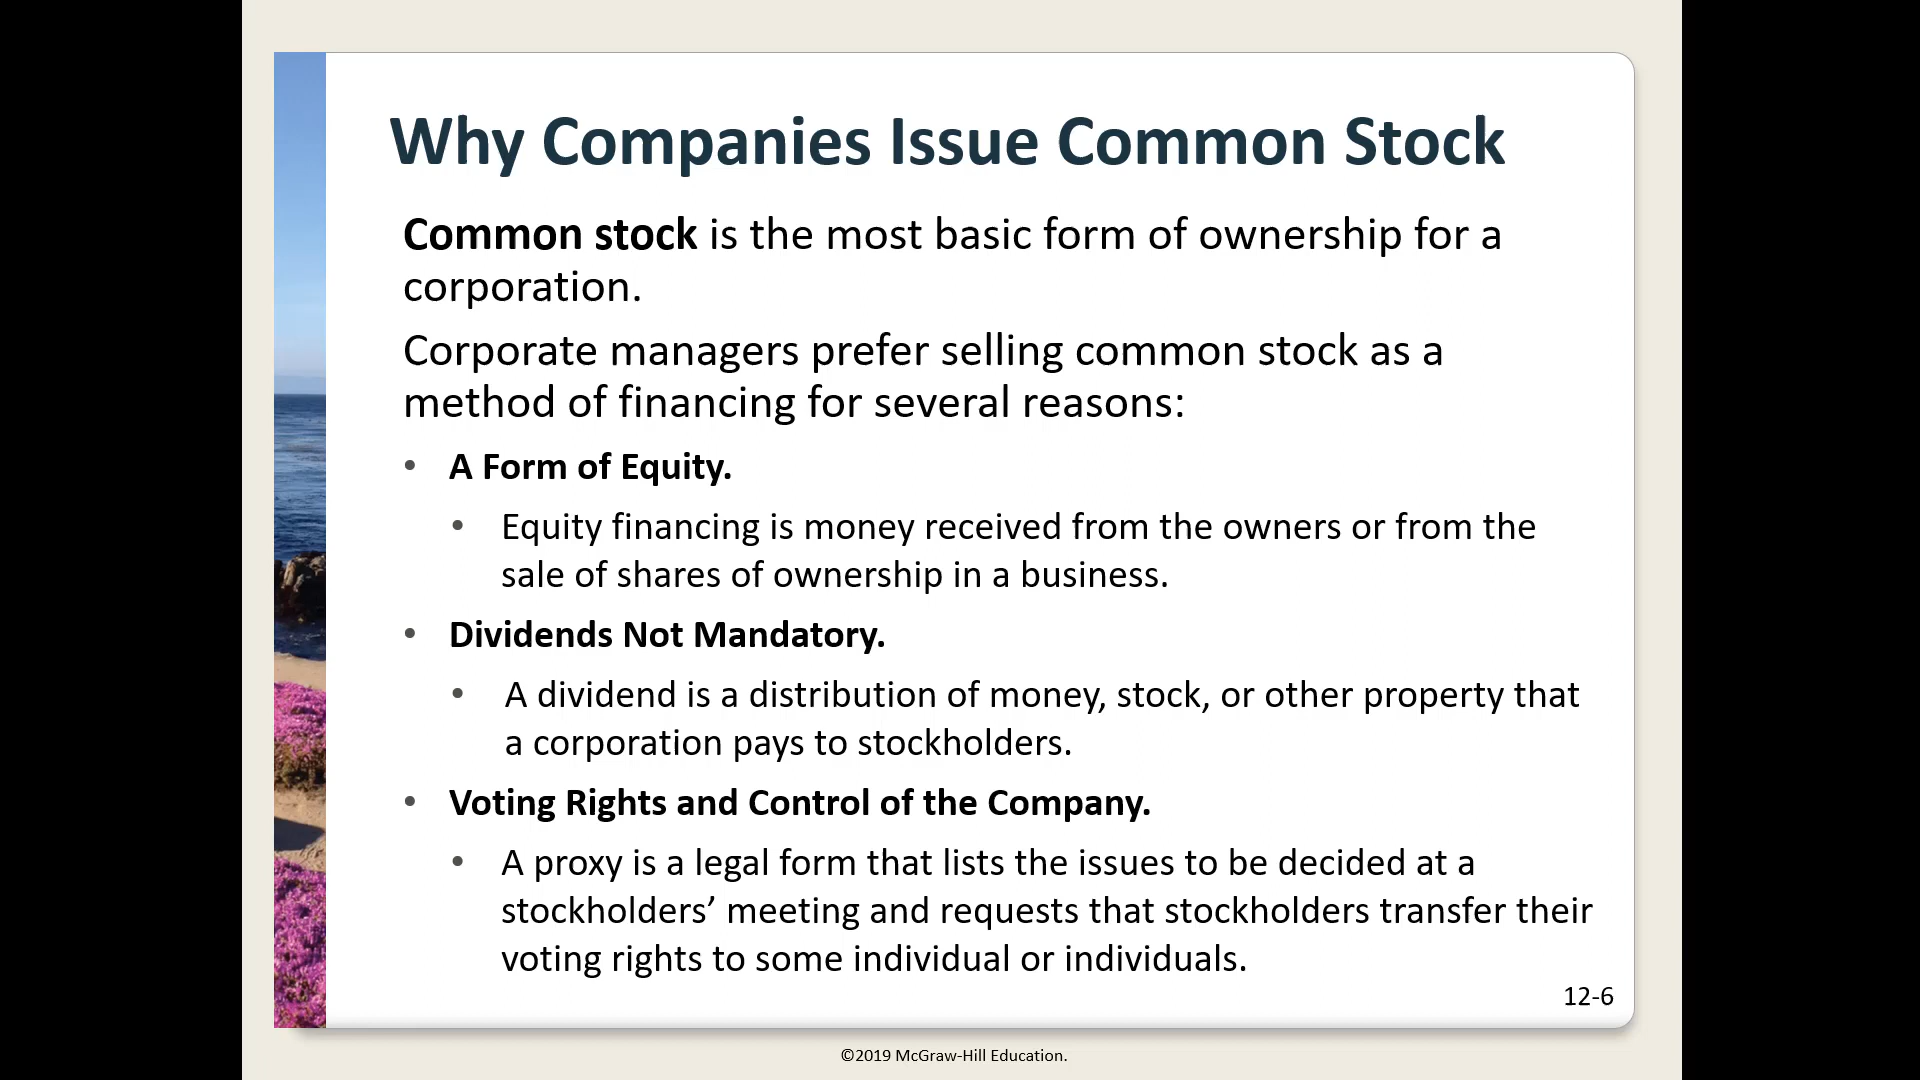 Why Companies Issue Common Stock
Common stock is the most basic form of ownership for a
corporation.
Corporate managers prefer selling common stock as a
method of financing for several reasons:
• A Form of Equity.
• Equity financing is money received from the owners or from the
sale of shares of ownership in a business.
• Dividends Not Mandatory.
• A dividend is a distribution of money, stock, or other property that
a corporation pays to stockholders.
• Voting Rights and Control of the Company.
• A proxy is a legal form that lists the issues to be decided at a
stockholders’ meeting and requests that stockholders transfer their
voting rights to some individual or individuals.
12-6
©2019 McGraw-Hill Education.